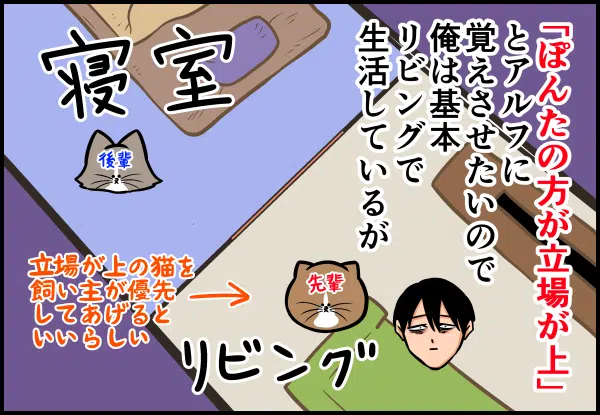 「ぽんたの方が立場が上」
とアルフに
覚えさせたいので
俺は基本
リビングで
生活しているが
寝室
後輩
立場が上の猫を
飼い主が優先
してあげると
いいらしい
先輩
リビング